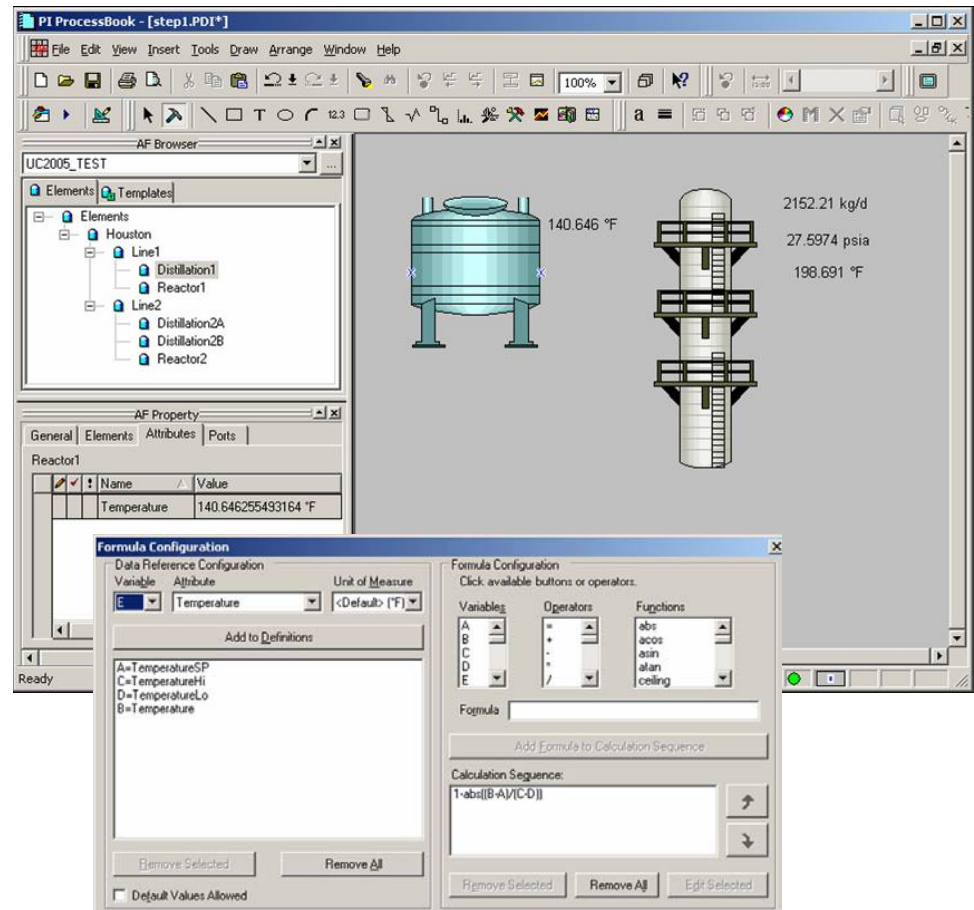 PI ProcessBook - [step1.PDI*]
File Edit View Insert Tools Draw Arrange Window Help
100%
T 123 a
AF Browser
UC2005_TEST
...
Elements Templates
Elements
Houston
Line1
Distillation1
Reactor1
Line2
Distillation2A
Distillation2B
Reactor2
140.646 °F
2152.21 kg/d
27.5974 psia
198.691 °F
AF Property
General Elements Attributes Ports
Reactor1
Name Value
Temperature 140.646255493164 °F
Ready
Formula Configuration
Data Reference Configuration
Variable Attribute Unit of Measure
E Temperature <Default> (°F)
Add to Definitions
A=TemperatureSP
C=TemperatureHi
D=TemperatureLo
B=Temperature
Remove Selected Remove All
Default Values Allowed
Formula Configuration
Click available buttons or operators.
Variables Operators Functions
A = abs
B + acos
C - asin
D * atan
E / ceiling
Formula
Add Formula to Calculation Sequence
Calculation Sequence:
1-abs((B-A)/(C-D))
Remove Selected Remove All Edit Selected